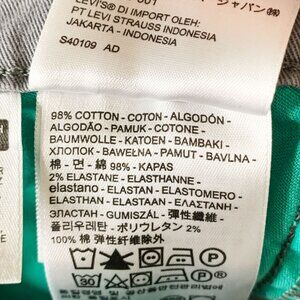 LEVI'S® DI IMPORT OLEH:
PT LEVI STRAUSS INDONESIA
JAKARTA - INDONESIA
S40109 AD
98% COTTON - COTON - ALGODÓN -
ALGODÃO - PAMUK - COTONE -
BAUMWOLLE - KATOEN - BAMBAKI -
ХЛОПОК - BAWEŁNA - PAMUT - BAVLNA -
棉 - 면 - 綿 98% - KAPAS
2% ELASTANE - ELASTHANNE -
elastano - ELASTAN - ELASTOMERO -
ELASTAN - ΕΛΑΣΤΑΝΗ -
ЭЛАСТАН - GUMISZÁL - 彈性纖維 -
폴리우레탄 - ポリウレタン 2%
100% 棉 弹性纤维除外
30